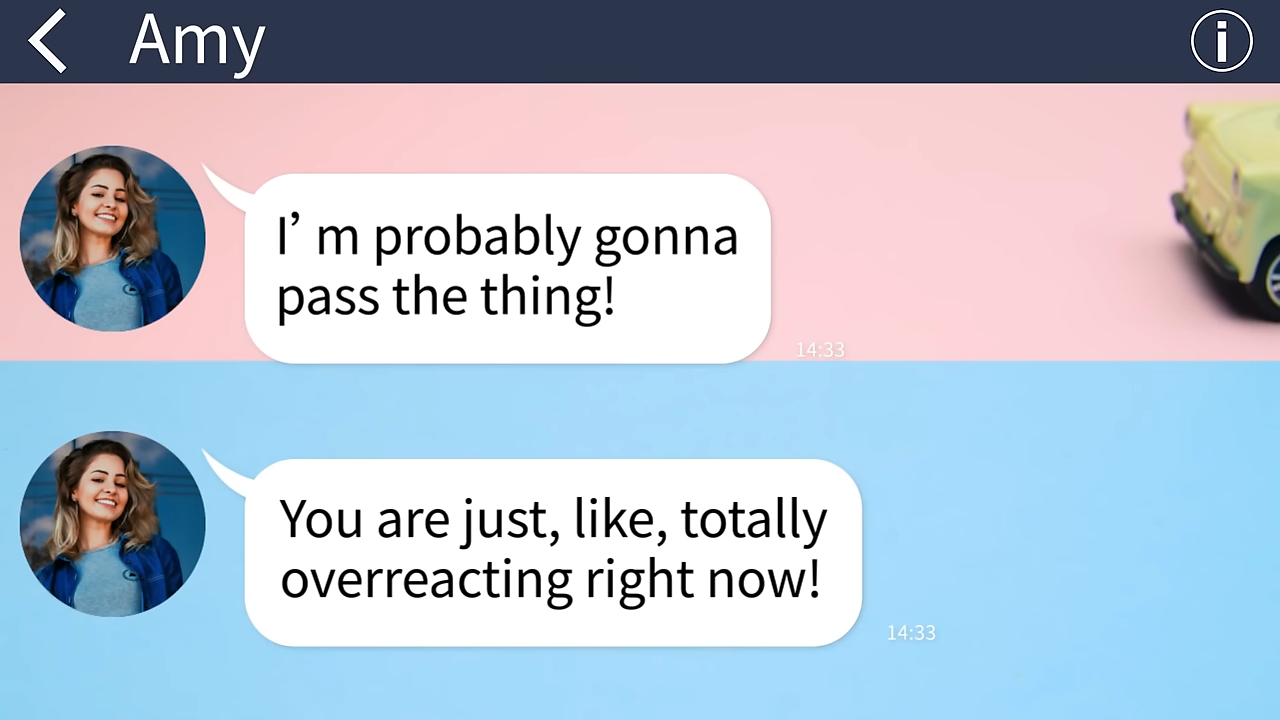 Amy
I’ m probably gonna
pass the thing!
14:33
You are just, like, totally
overreacting right now!
14:33